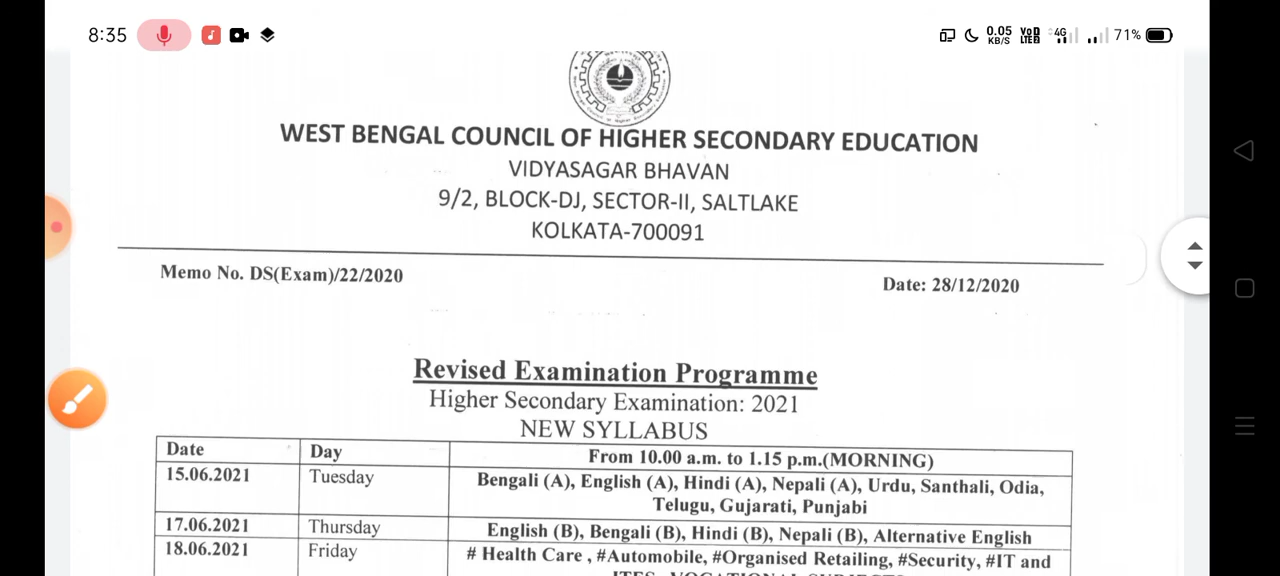 8:35
0.05 KB/S VoD LTE2 4G 71%
WEST BENGAL COUNCIL OF HIGHER SECONDARY EDUCATION
VIDYASAGAR BHAVAN
9/2, BLOCK-DJ, SECTOR-II, SALTLAKE
KOLKATA-700091
Memo No. DS(Exam)/22/2020 Date: 28/12/2020
Revised Examination Programme
Higher Secondary Examination: 2021
NEW SYLLABUS
Date Day From 10.00 a.m. to 1.15 p.m.(MORNING)
15.06.2021 Tuesday Bengali (A), English (A), Hindi (A), Nepali (A), Urdu, Santhali, Odia,
Telugu, Gujarati, Punjabi
17.06.2021 Thursday English (B), Bengali (B), Hindi (B), Nepali (B), Alternative English
18.06.2021 Friday # Health Care , #Automobile, #Organised Retailing, #Security, #IT and